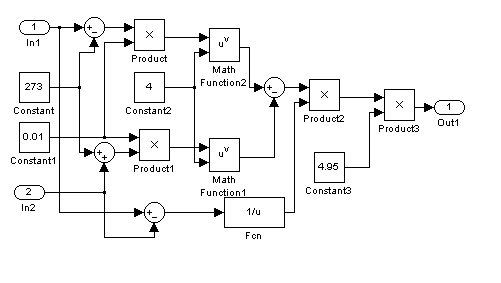 1
In1
Product
u^v
Math
Function2
273
Constant
4
Constant2
Product2
Product3
1
Out1
0.01
Constant1
Product1
u^v
Math
Function1
4.95
Constant3
2
In2
1/u
Fcn